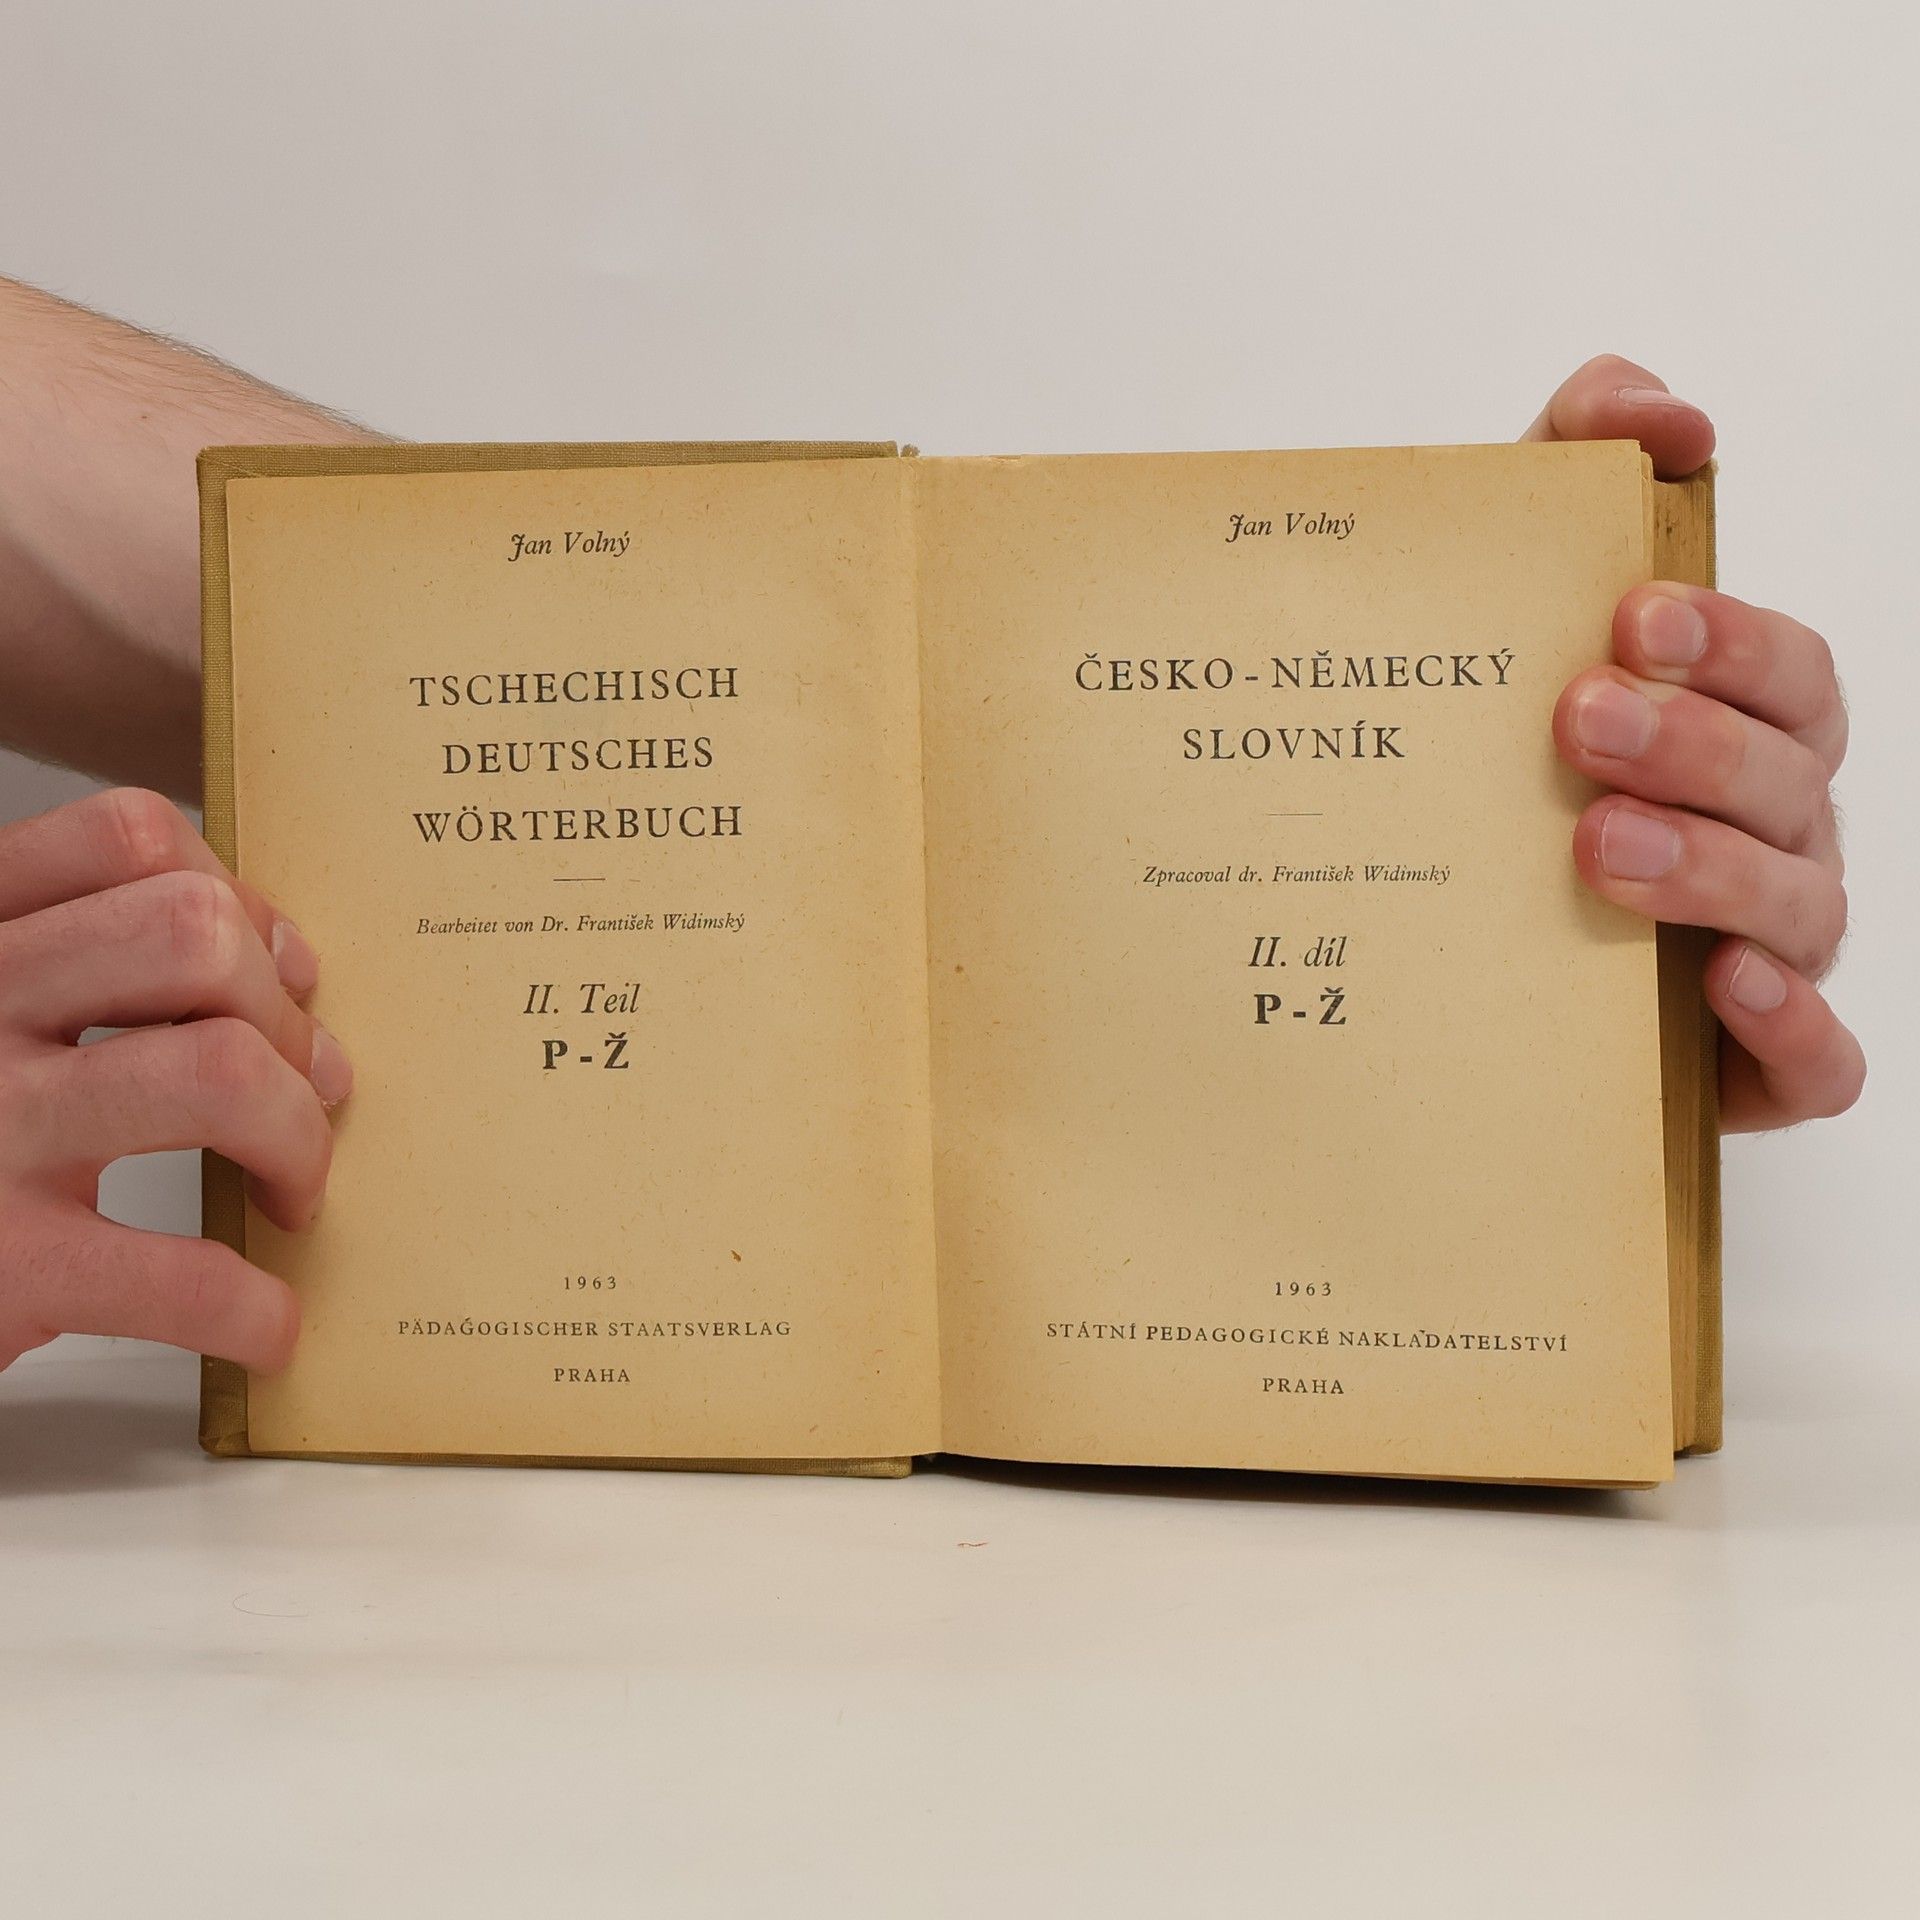 Jan Volný
TSCHECHISCH
DEUTSCHES
WÖRTERBUCH
Bearbeitet von Dr. František Widimský
II. Teil
P - Ž
1963
PÄDAGOGISCHER STAATSVERLAG
PRAHA
Jan Volný
ČESKO - NĚMECKÝ
SLOVNÍK
Zpracoval dr. František Widimský
II. díl
P - Ž
1963
STÁTNÍ PEDAGOGICKÉ NAKLADATELSTVÍ
PRAHA